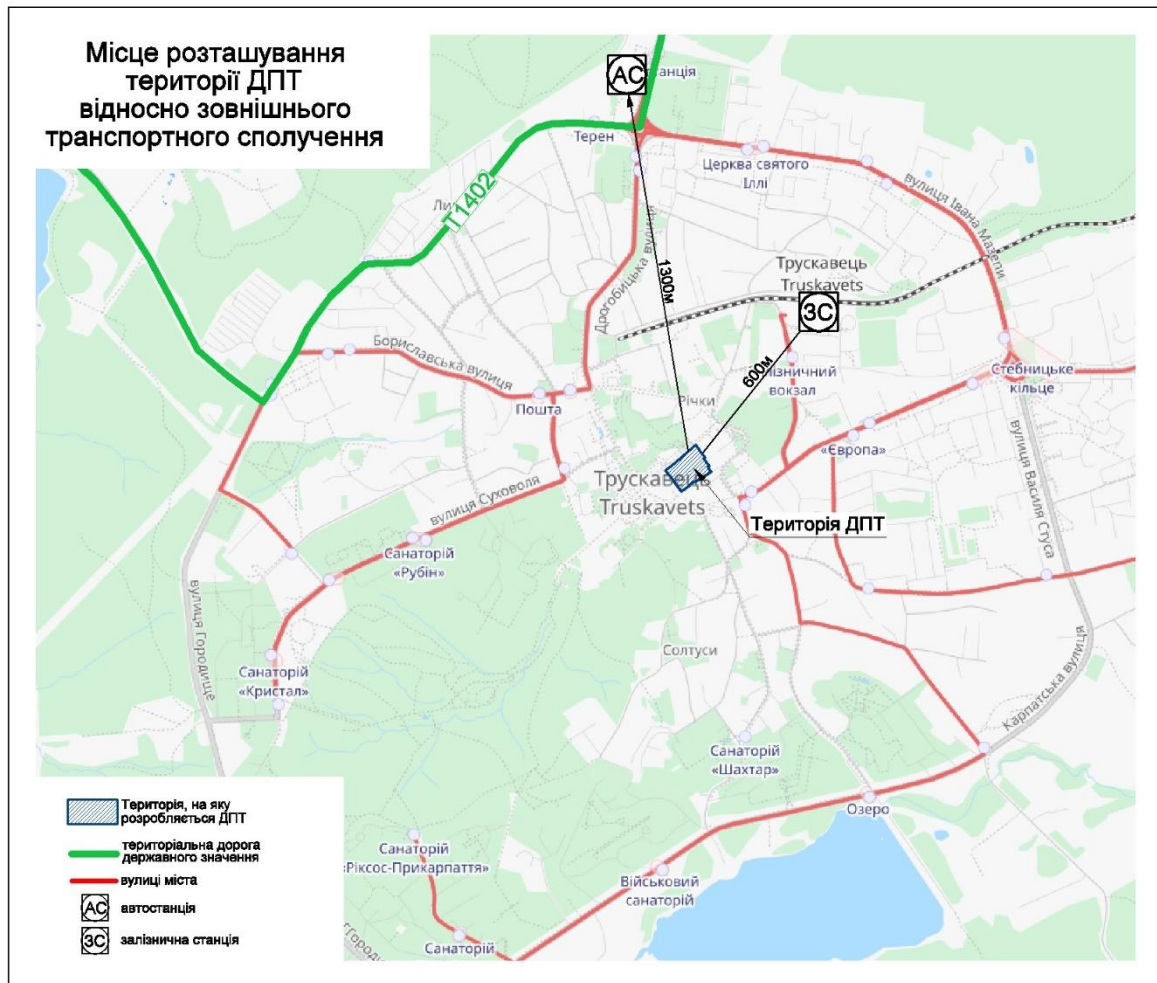 Місце розташування
території ДПТ
відносно зовнішнього
транспортного сполучення
АС
станція
Терен
Церква святого
Іллі
вулиця Івана Мазепи
T1402
Дрогобицька
1300м
Трускавець
Truskavets
ЗС
600м
Бориславська вулиця
Пошта
Річки
вокзал
Стебницьке
кільце
«Європа»
вулиця Василя Стуса
Трускавець
Truskavets
вулиця Суховоля
Територія ДПТ
Санаторій
«Рубін»
вулиця Городище
Солтуси
Санаторій
«Кристал»
Карпатська вулиця
Санаторій
«Шахтар»
Озеро
Санаторій
«Ріксос-Прикарпаття»
Військовий
санаторій
Санаторій
Територія, на яку
розробляється ДПТ
територіальна дорога
державного значення
вулиці міста
АС
автостанція
ЗС
залізнична станція